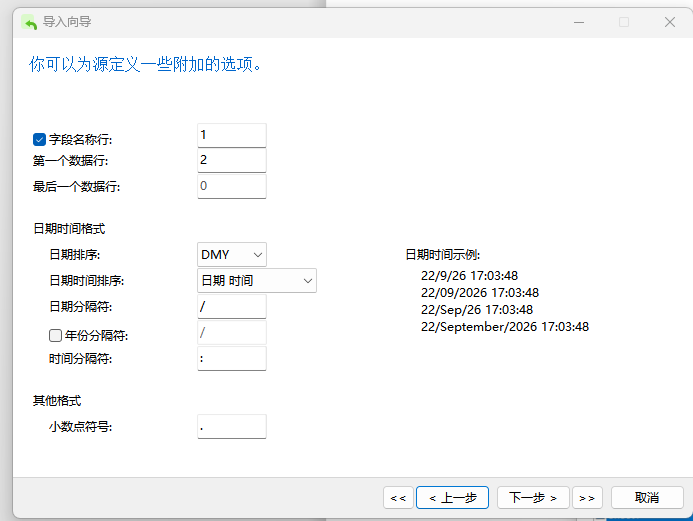 导入向导
你可以为源定义一些附加的选项。
字段名称行: 1
第一个数据行: 2
最后一个数据行: 0
日期时间格式
日期排序: DMY
日期时间排序: 日期 时间
日期分隔符: /
年份分隔符: /
时间分隔符: :
日期时间示例:
22/9/26 17:03:48
22/09/2026 17:03:48
22/Sep/26 17:03:48
22/September/2026 17:03:48
其他格式
小数点符号: .
<< < 上一步 下一步 > >> 取消